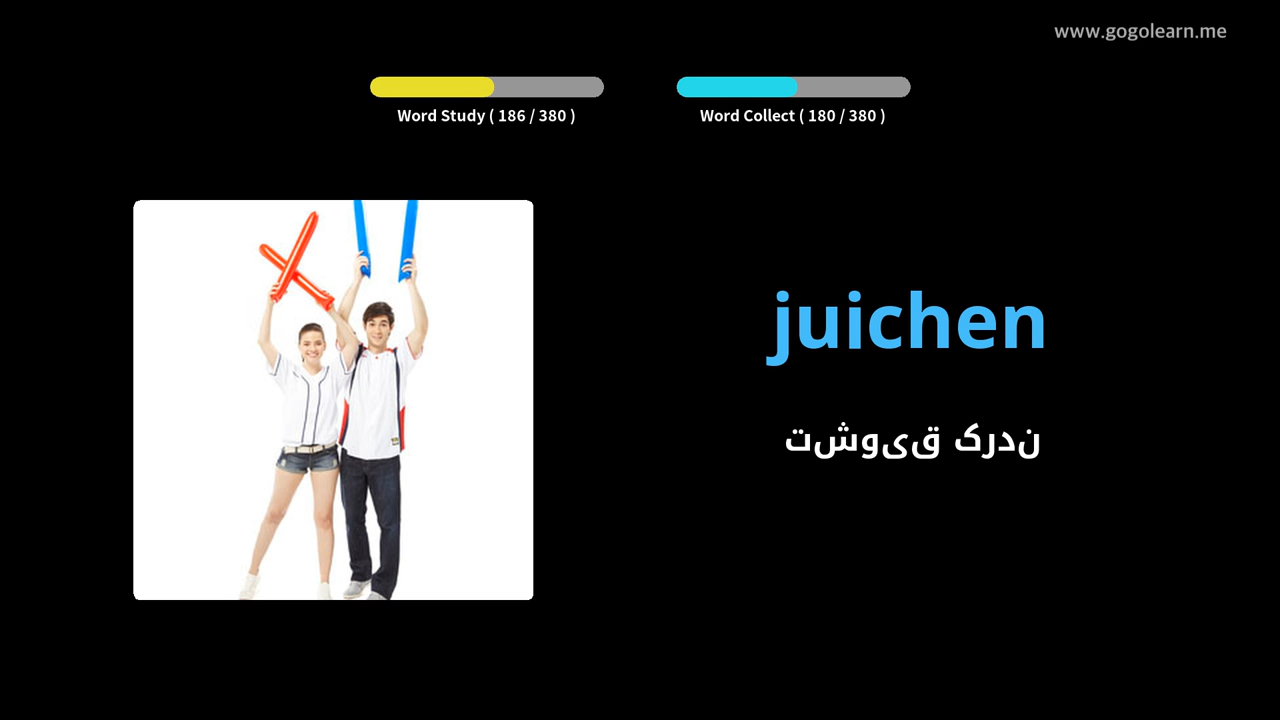 www.gogolearn.me
Word Study ( 186 / 380 )
Word Collect ( 180 / 380 )
juichen
ندرک قیوشت